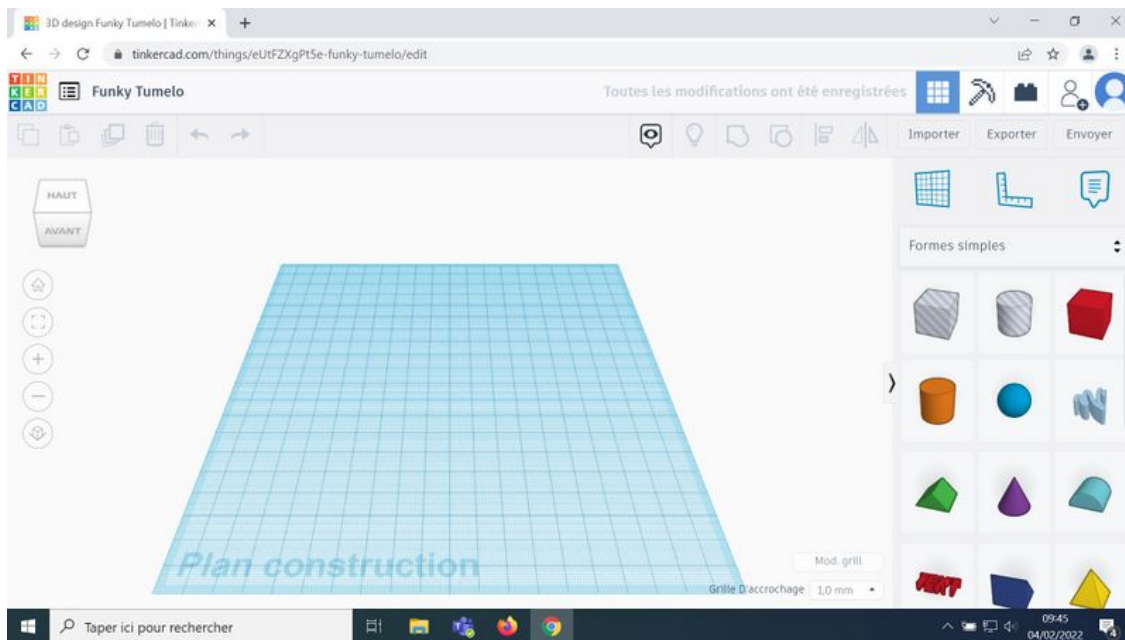 3D design Funky Tumelo | Tinker
tinkercad.com/things/eUtFZXgPt5e-funky-tumelo/edit
TIN
KER
CAD
Funky Tumelo
Toutes les modifications ont été enregistrées
Importer
Exporter
Envoyer
HAUT
AVANT
Formes simples
TEXT
Plan construction
Mod. grill
Grille D'accrochage 1,0 mm
Taper ici pour rechercher
09:45
04/02/2022
4